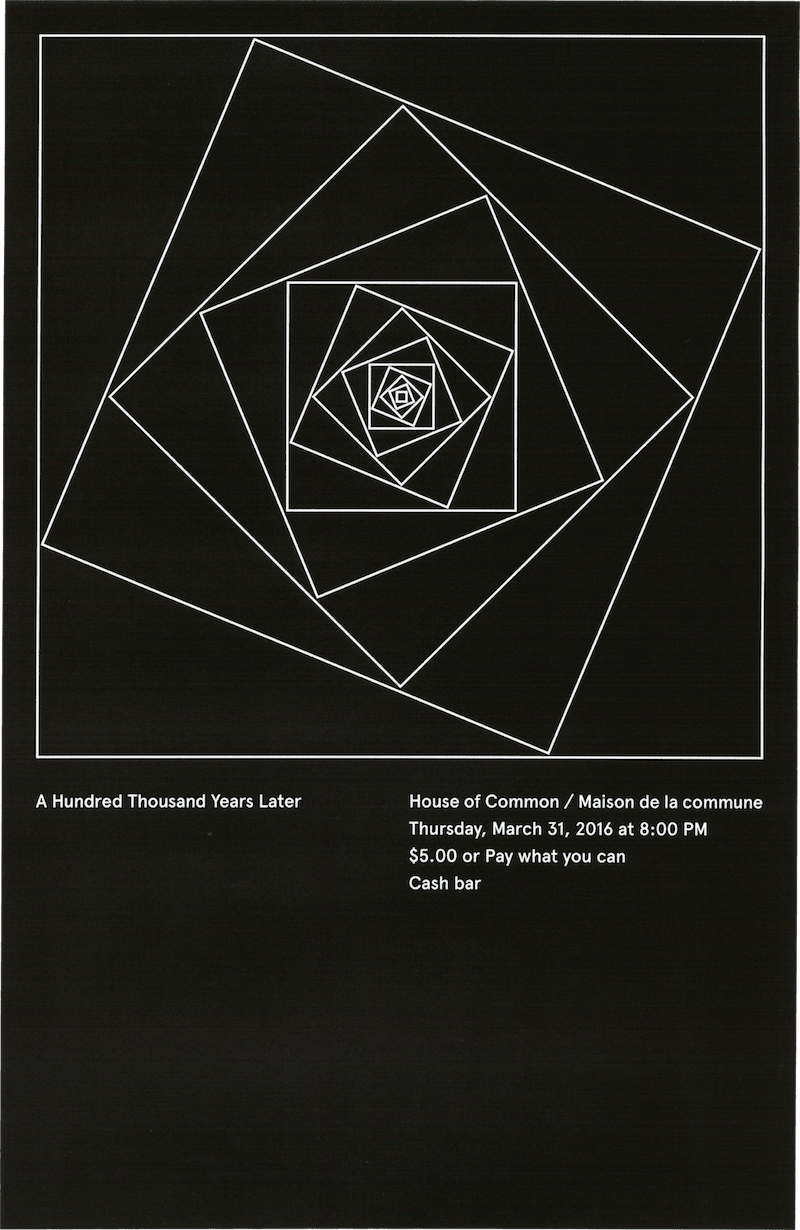 A Hundred Thousand Years Later
House of Common / Maison de la commune
Thursday, March 31, 2016 at 8:00 PM
$5.00 or Pay what you can
Cash bar